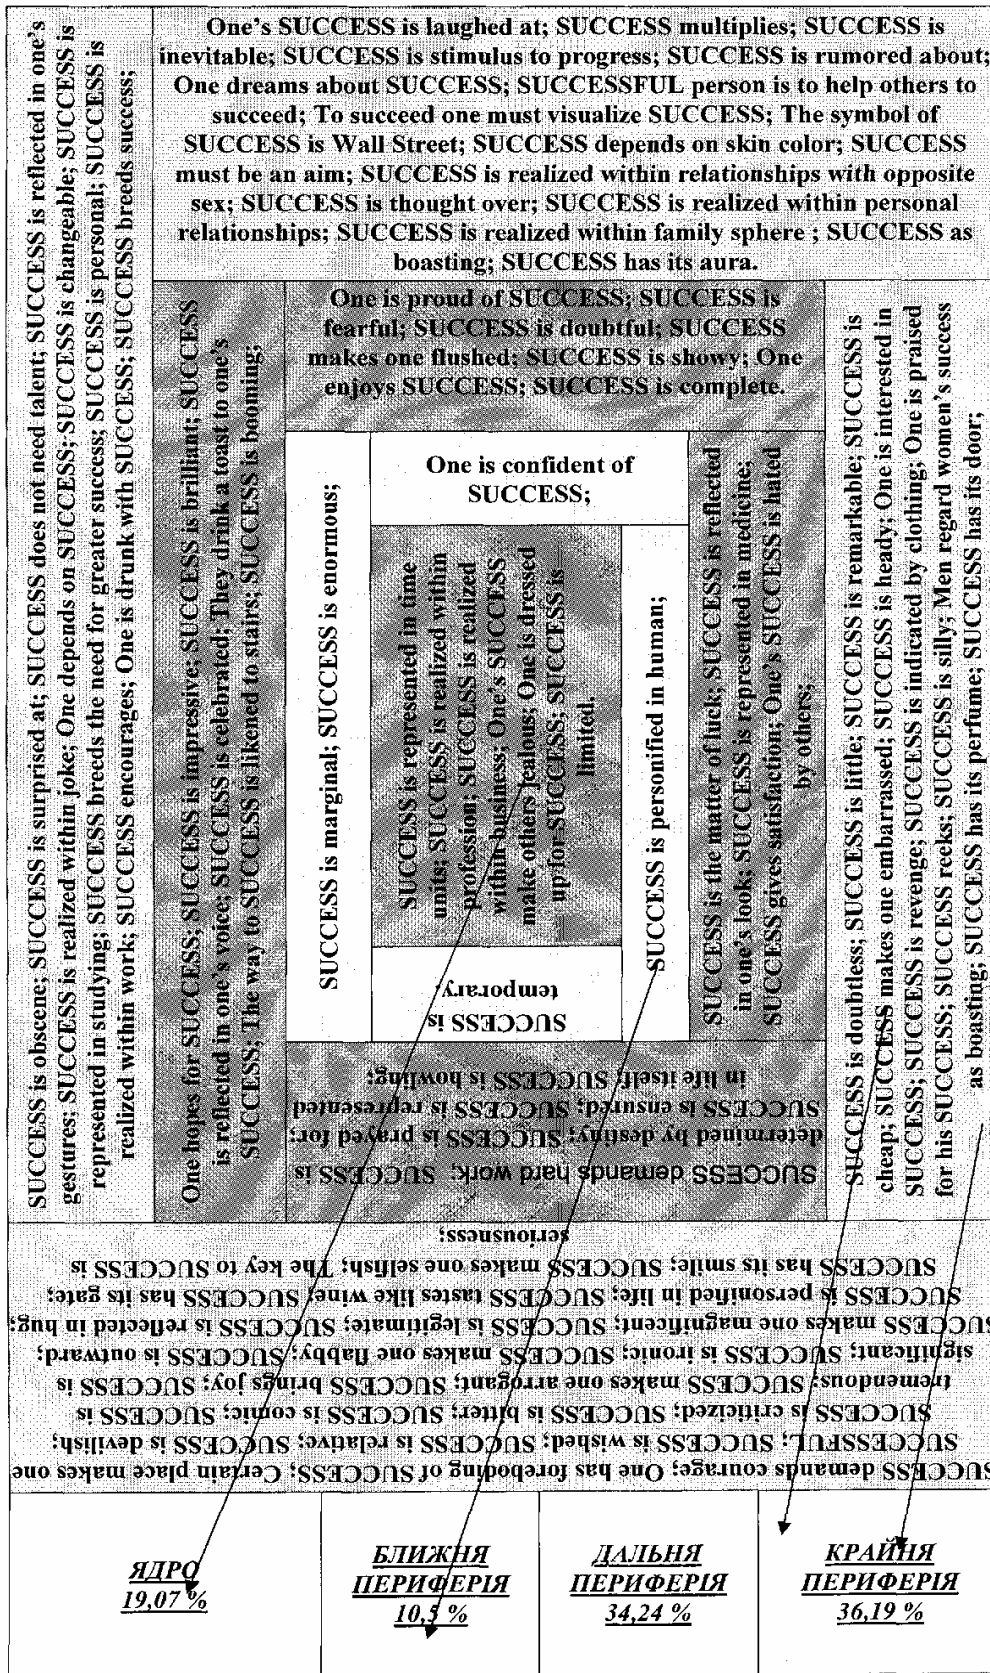 One's SUCCESS is laughed at; SUCCESS multiplies; SUCCESS is
inevitable; SUCCESS is stimulus to progress; SUCCESS is rumored about;
One dreams about SUCCESS; SUCCESSFUL person is to help others to
succeed; To succeed one must visualize SUCCESS; The symbol of
SUCCESS is Wall Street; SUCCESS depends on skin color; SUCCESS
must be an aim; SUCCESS is realized within relationships with opposite
sex; SUCCESS is thought over; SUCCESS is realized within personal
relationships; SUCCESS is realized within family sphere ; SUCCESS as
boasting; SUCCESS has its aura.
SUCCESS is obscene; SUCCESS is surprised at; SUCCESS does not need talent; SUCCESS is reflected in one's
gestures; SUCCESS is realized within joke; One depends on SUCCESS; SUCCESS is changeable; SUCCESS is
represented in studying; SUCCESS breeds the need for greater success; SUCCESS is personal; SUCCESS is
realized within work; SUCCESS encourages; One is drunk with SUCCESS; SUCCESS breeds success;
One hopes for SUCCESS; SUCCESS is impressive; SUCCESS is brilliant; SUCCESS
is reflected in one's voice; SUCCESS is celebrated; They drink a toast to one's
SUCCESS; The way to SUCCESS is likened to stairs; SUCCESS is booming;
One is proud of SUCCESS; SUCCESS is
fearful; SUCCESS is doubtful; SUCCESS
makes one flushed; SUCCESS is showy; One
enjoys SUCCESS; SUCCESS is complete.
SUCCESS is marginal; SUCCESS is enormous;
One is confident of
SUCCESS;
SUCCESS is represented in time
units; SUCCESS is realized within
profession; SUCCESS is realized
within business; One's SUCCESS
make others jealous; One is dressed
up for SUCCESS; SUCCESS is
limited.
SUCCESS is
temporary.
SUCCESS is personified in human;
SUCCESS is the matter of luck; SUCCESS is reflected
in one's look; SUCCESS is represented in medicine;
SUCCESS gives satisfaction; One's SUCCESS is hated
by others;
SUCCESS is doubtless; SUCCESS is little; SUCCESS is remarkable; SUCCESS is
cheap; SUCCESS makes one embarrassed; SUCCESS is heady; One is interested in
SUCCESS; SUCCESS is revenge; SUCCESS is indicated by clothing; One is praised
for his SUCCESS; SUCCESS reeks; SUCCESS is silly; Men regard women's success
as boasting; SUCCESS has its perfume; SUCCESS has its door;
SUCCESS demands hard work; SUCCESS is
determined by destiny; SUCCESS is prayed for;
SUCCESS is ensured; SUCCESS is represented
in life itself; SUCCESS is howling;
SUCCESS demands courage; One has foreboding of SUCCESS; Certain place makes one
SUCCESSFUL; SUCCESS is wished; SUCCESS is relative; SUCCESS is devilish;
SUCCESS is criticized; SUCCESS is bitter; SUCCESS is comic; SUCCESS is
tremendous; SUCCESS makes one arrogant; SUCCESS brings joy; SUCCESS is
significant; SUCCESS is ironic; SUCCESS makes one flabby; SUCCESS is outward;
SUCCESS makes one magnificent; SUCCESS is legitimate; SUCCESS is reflected in hug;
SUCCESS is personified in life; SUCCESS tastes like wine; SUCCESS has its gate;
SUCCESS has its smile; SUCCESS makes one selfish; The key to SUCCESS is
seriousness;
ЯДРО
19,07 %
БЛИЖНЯ
ПЕРИФЕРІЯ
10,5 %
ДАЛЬНЯ
ПЕРИФЕРІЯ
34,24 %
КРАЙНЯ
ПЕРИФЕРІЯ
36,19 %